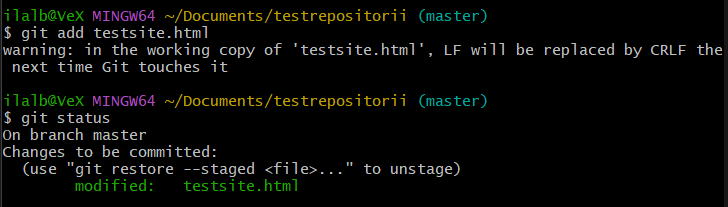 ilalb@VeX MINGW64 ~/Documents/testrepositorii (master)
$ git add testsite.html
warning: in the working copy of 'testsite.html', LF will be replaced by CRLF the
 next time Git touches it

ilalb@VeX MINGW64 ~/Documents/testrepositorii (master)
$ git status
On branch master
Changes to be committed:
  (use "git restore --staged <file>..." to unstage)
        modified:   testsite.html